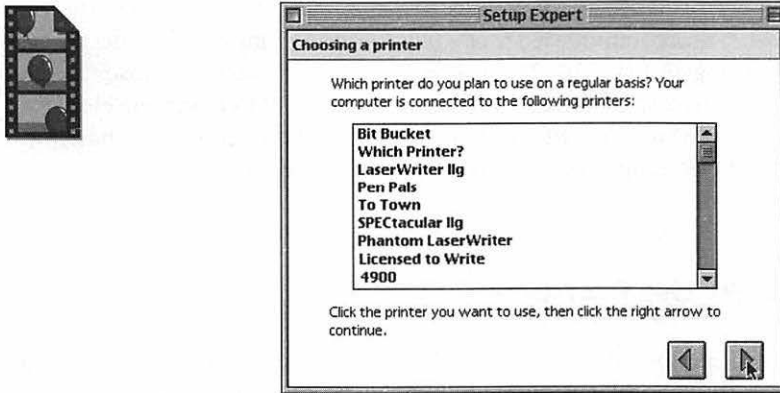 Setup Expert
Choosing a printer
Which printer do you plan to use on a regular basis? Your
computer is connected to the following printers:
Bit Bucket
Which Printer?
LaserWriter IIg
Pen Pals
To Town
SPECtacular IIg
Phantom LaserWriter
Licensed to Write
4900
Click the printer you want to use, then click the right arrow to
continue.